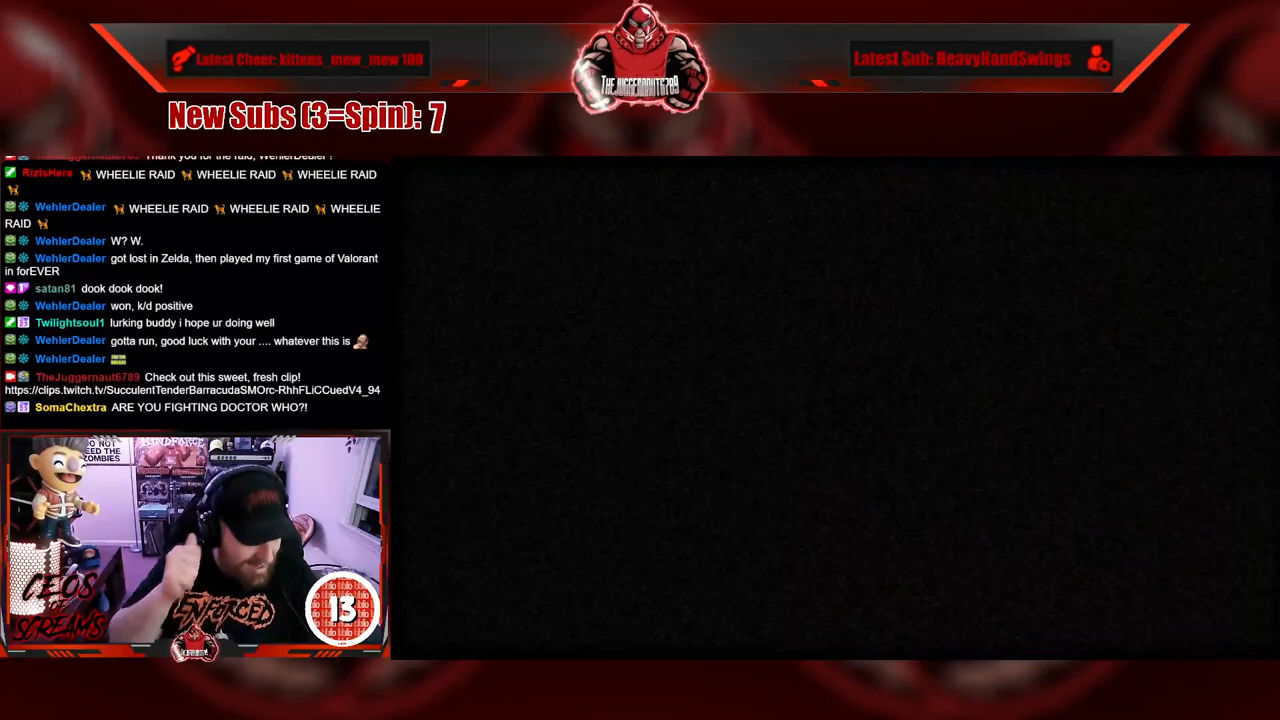 Latest Cheer: kittens_mew_mew 100
THEJUGGERNAUT6789
Latest Sub: HeavyHandSwings
New Subs (3=Spin): 7
Thank you for the raid, WehlerDealer !
RizIsHere WHEELIE RAID WHEELIE RAID WHEELIE RAID
WehlerDealer WHEELIE RAID WHEELIE RAID WHEELIE
RAID
WehlerDealer W? W.
WehlerDealer got lost in Zelda, then played my first game of Valorant
in forEVER
satan81 dook dook dook!
WehlerDealer won, k/d positive
Twilightsoul1 lurking buddy i hope ur doing well
WehlerDealer gotta run, good luck with your .... whatever this is
WehlerDealer
TheJuggernaut6789 Check out this sweet, fresh clip!
https://clips.twitch.tv/SucculentTenderBarracudaSMOrc-RhhFLiCCuedV4_94
SomaChextra ARE YOU FIGHTING DOCTOR WHO?!
DO NOT
FEED THE
ZOMBIES
CEOS
OF
SCREAMS
ENFORCED
13